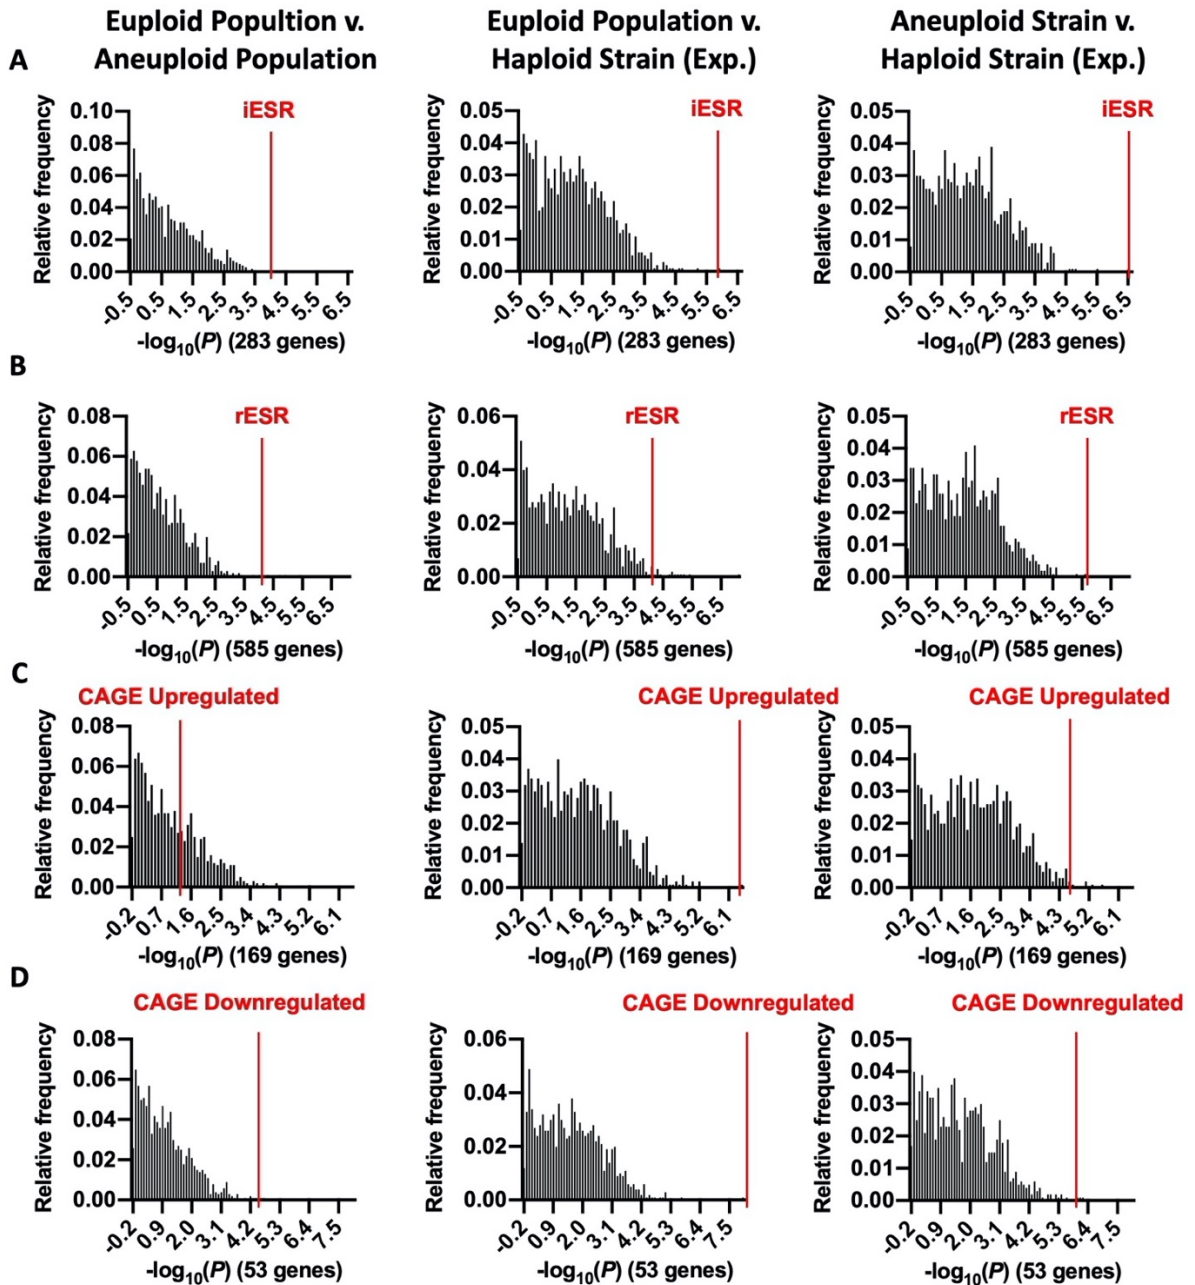 Euploid Popultion v.
Aneuploid Population
Euploid Population v.
Haploid Strain (Exp.)
Aneuploid Strain v.
Haploid Strain (Exp.)
A
iESR
Relative frequency
0.10
0.08
0.06
0.04
0.02
0.00
-0.5 0.5 1.5 2.5 3.5 4.5 5.5 6.5
-log10(P) (283 genes)
iESR
Relative frequency
0.05
0.04
0.03
0.02
0.01
0.00
-0.5 0.5 1.5 2.5 3.5 4.5 5.5 6.5
-log10(P) (283 genes)
iESR
Relative frequency
0.05
0.04
0.03
0.02
0.01
0.00
-0.5 0.5 1.5 2.5 3.5 4.5 5.5 6.5
-log10(P) (283 genes)
B
rESR
Relative frequency
0.08
0.06
0.04
0.02
0.00
-0.5 0.5 1.5 2.5 3.5 4.5 5.5 6.5
-log10(P) (585 genes)
rESR
Relative frequency
0.06
0.04
0.02
0.00
-0.5 0.5 1.5 2.5 3.5 4.5 5.5 6.5
-log10(P) (585 genes)
rESR
Relative frequency
0.05
0.04
0.03
0.02
0.01
0.00
-0.5 0.5 1.5 2.5 3.5 4.5 5.5 6.5
-log10(P) (585 genes)
C
CAGE Upregulated
Relative frequency
0.08
0.06
0.04
0.02
0.00
-0.2 0.7 1.6 2.5 3.4 4.3 5.2 6.1
-log10(P) (169 genes)
CAGE Upregulated
Relative frequency
0.05
0.04
0.03
0.02
0.01
0.00
-0.2 0.7 1.6 2.5 3.4 4.3 5.2 6.1
-log10(P) (169 genes)
CAGE Upregulated
Relative frequency
0.05
0.04
0.03
0.02
0.01
0.00
-0.2 0.7 1.6 2.5 3.4 4.3 5.2 6.1
-log10(P) (169 genes)
D
CAGE Downregulated
Relative frequency
0.08
0.06
0.04
0.02
0.00
-0.2 0.9 2.0 3.1 4.2 5.3 6.4 7.5
-log10(P) (53 genes)
CAGE Downregulated
Relative frequency
0.06
0.04
0.02
0.00
-0.2 0.9 2.0 3.1 4.2 5.3 6.4 7.5
-log10(P) (53 genes)
CAGE Downregulated
Relative frequency
0.05
0.04
0.03
0.02
0.01
0.00
-0.2 0.9 2.0 3.1 4.2 5.3 6.4 7.5
-log10(P) (53 genes)